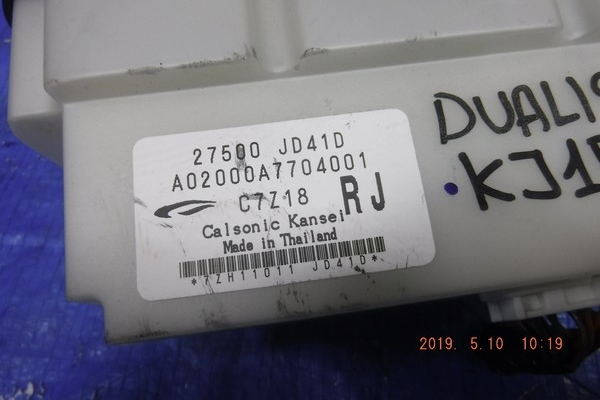 27500 JD41D
A02000A7704001
C7Z18 RJ
Calsonic Kansei
Made in Thailand
*7ZH11011 JD41D*
DUALIS
KJ1
2019. 5.10 10:19